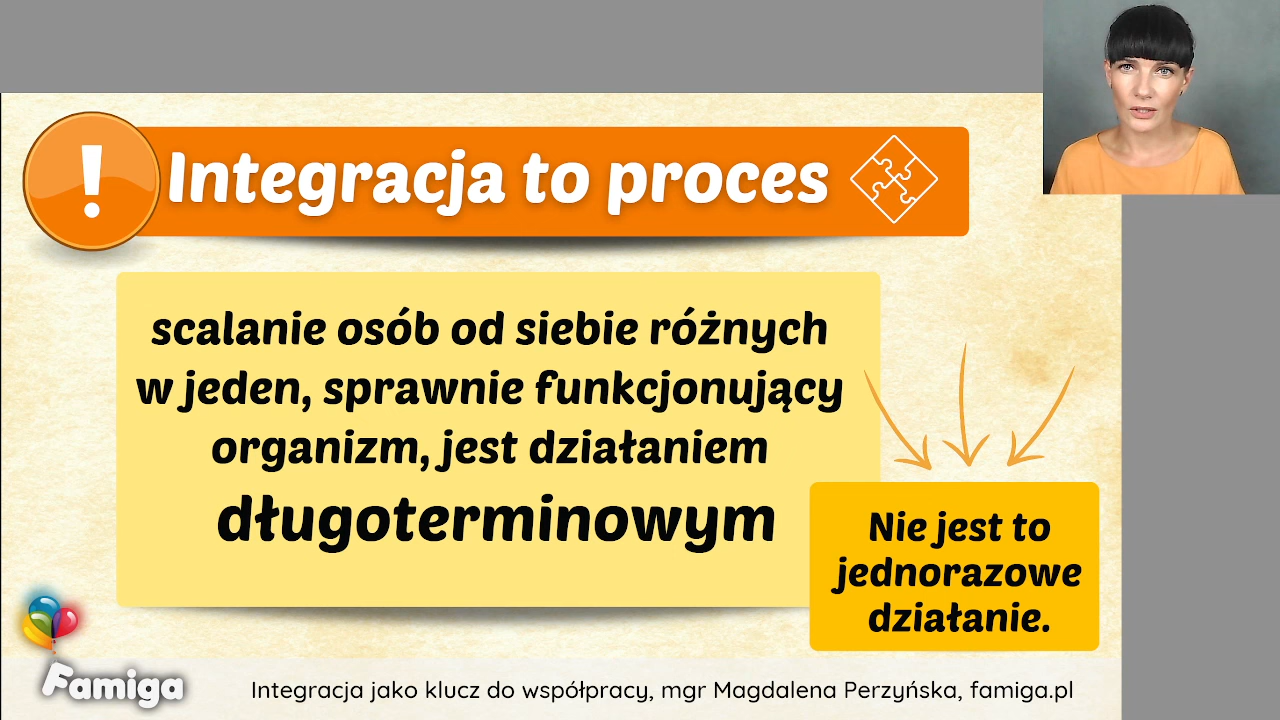 !
Integracja to proces
scalanie osób od siebie różnych
w jeden, sprawnie funkcjonujący
organizm, jest działaniem
długoterminowym
Nie jest to
jednorazowe
działanie.
Famiga
Integracja jako klucz do współpracy, mgr Magdalena Perzyńska, famiga.pl